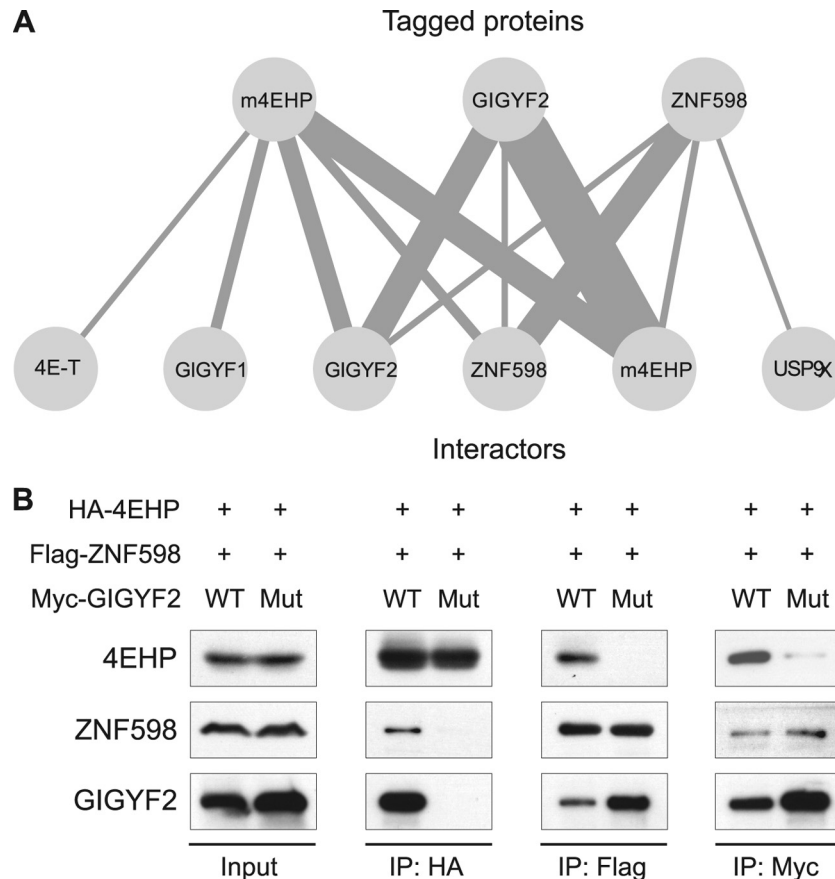 A
Tagged proteins
m4EHP GIGYF2 ZNF598
4E-T GIGYF1 GIGYF2 ZNF598 m4EHP USP9X
Interactors
B
HA-4EHP + + + + + + + +
Flag-ZNF598 + + + + + + + +
Myc-GIGYF2 WT Mut WT Mut WT Mut WT Mut
4EHP
ZNF598
GIGYF2
Input IP: HA IP: Flag IP: Myc